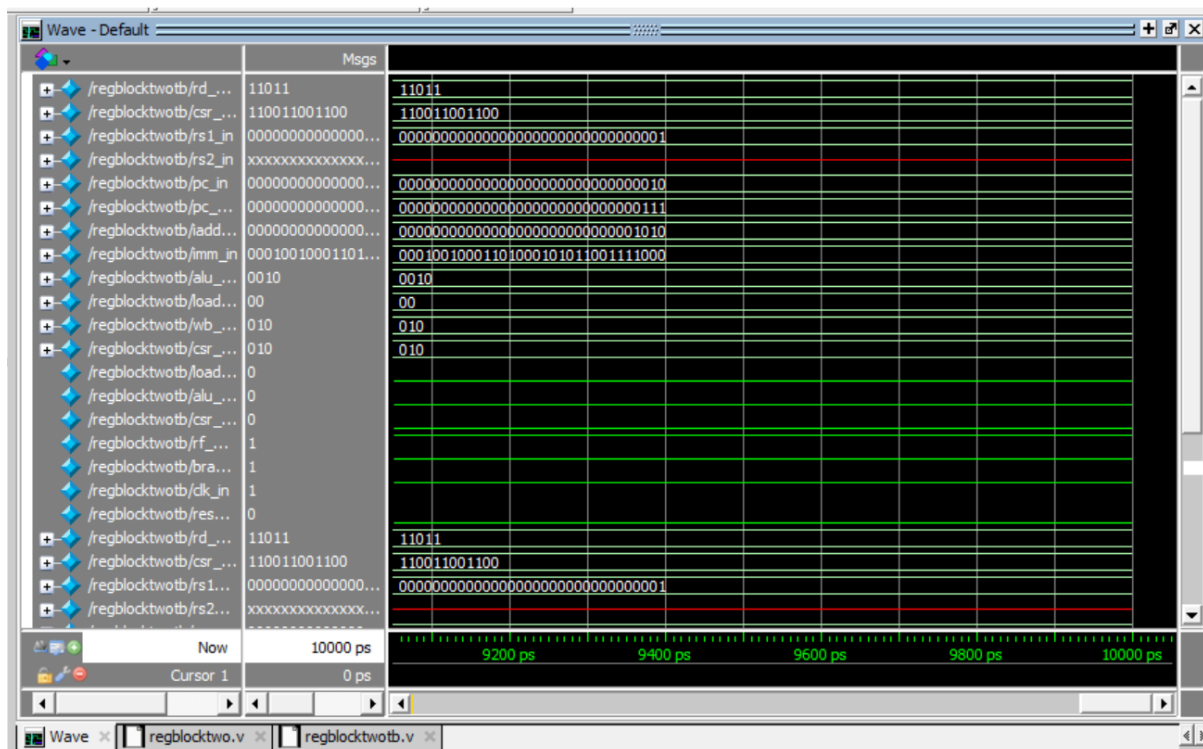 Wave - Default
Msgs
/regblocktwotb/rd_... 11011 11011
/regblocktwotb/csr_... 110011001100 110011001100
/regblocktwotb/rs1_in 00000000000000... 00000000000000000000000000000001
/regblocktwotb/rs2_in xxxxxxxxxxxxxx...
/regblocktwotb/pc_in 00000000000000... 00000000000000000000000000000010
/regblocktwotb/pc_... 00000000000000... 00000000000000000000000000000111
/regblocktwotb/iadd... 00000000000000... 00000000000000000000000000001010
/regblocktwotb/imm_in 00010010001101... 00010010001101000101011001111000
/regblocktwotb/alu_... 0010 0010
/regblocktwotb/load... 00 00
/regblocktwotb/wb_... 010 010
/regblocktwotb/csr_... 010 010
/regblocktwotb/load... 0
/regblocktwotb/alu_... 0
/regblocktwotb/csr_... 0
/regblocktwotb/rf_... 1
/regblocktwotb/bra... 1
/regblocktwotb/clk_in 1
/regblocktwotb/res... 0
/regblocktwotb/rd_... 11011 11011
/regblocktwotb/csr_... 110011001100 110011001100
/regblocktwotb/rs1... 00000000000000... 00000000000000000000000000000001
/regblocktwotb/rs2... xxxxxxxxxxxxxx...
Now 10000 ps
9200 ps 9400 ps 9600 ps 9800 ps 10000 ps
Cursor 1 0 ps
Wave regblocktwo.v regblocktwotb.v